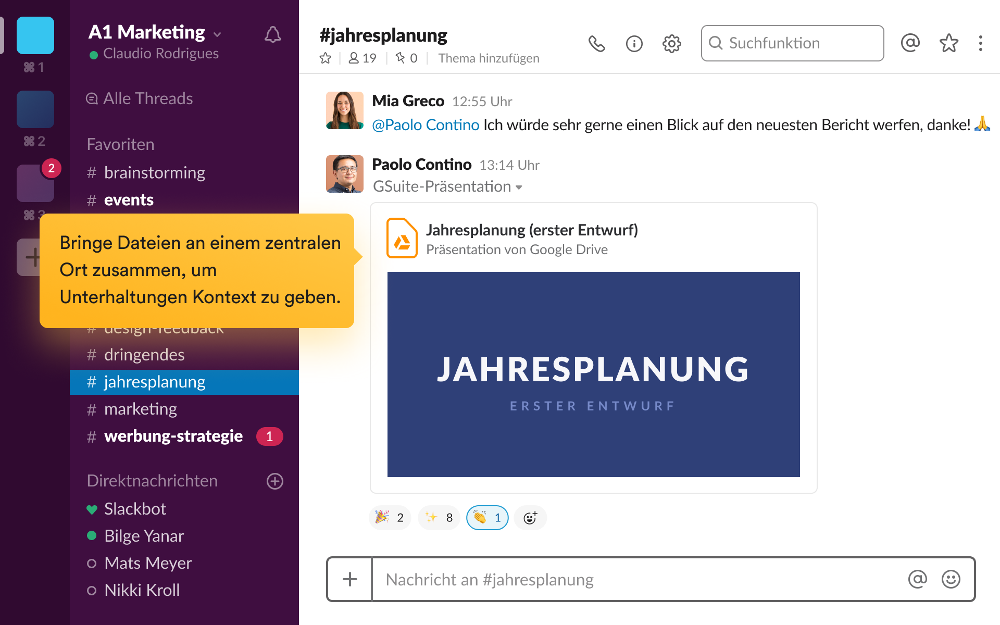 ⌘1
⌘2
2
⌘3
A1 Marketing
Claudio Rodrigues
Alle Threads
Favoriten
# brainstorming
# events
Bringe Dateien an einem zentralen
Ort zusammen, um
Unterhaltungen Kontext zu geben.
# design-feedback
# dringendes
# jahresplanung
# marketing
# werbung-strategie 1
Direktnachrichten
Slackbot
Bilge Yanar
Mats Meyer
Nikki Kroll
#jahresplanung
19 | 0 | Thema hinzufügen
Suchfunktion
Mia Greco 12:55 Uhr
@Paolo Contino Ich würde sehr gerne einen Blick auf den neuesten Bericht werfen, danke! 🙏
Paolo Contino 13:14 Uhr
GSuite-Präsentation
Jahresplanung (erster Entwurf)
Präsentation von Google Drive
JAHRESPLANUNG
ERSTER ENTWURF
🎉 2 ✨ 8 👏 1
Nachricht an #jahresplanung